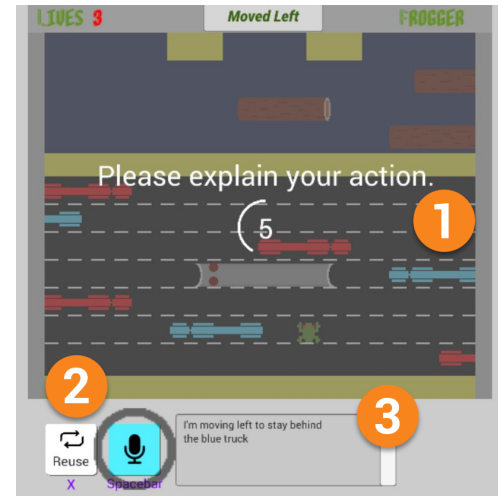 LIVES 3
Moved Left
FROGGER
Please explain your action.
5
1
2
3
I'm moving left to stay behind
the blue truck
Reuse
X
Spacebar